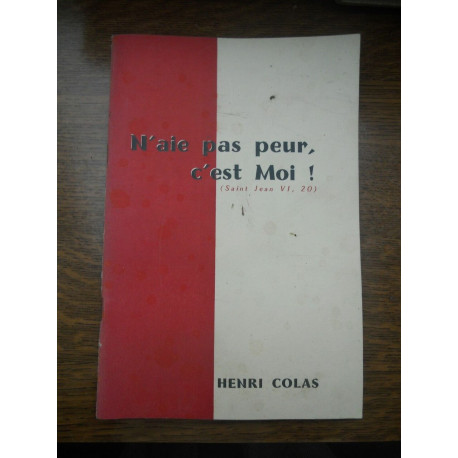 N'aie pas peur,
c'est Moi !
(Saint Jean VI, 20)
HENRI COLAS